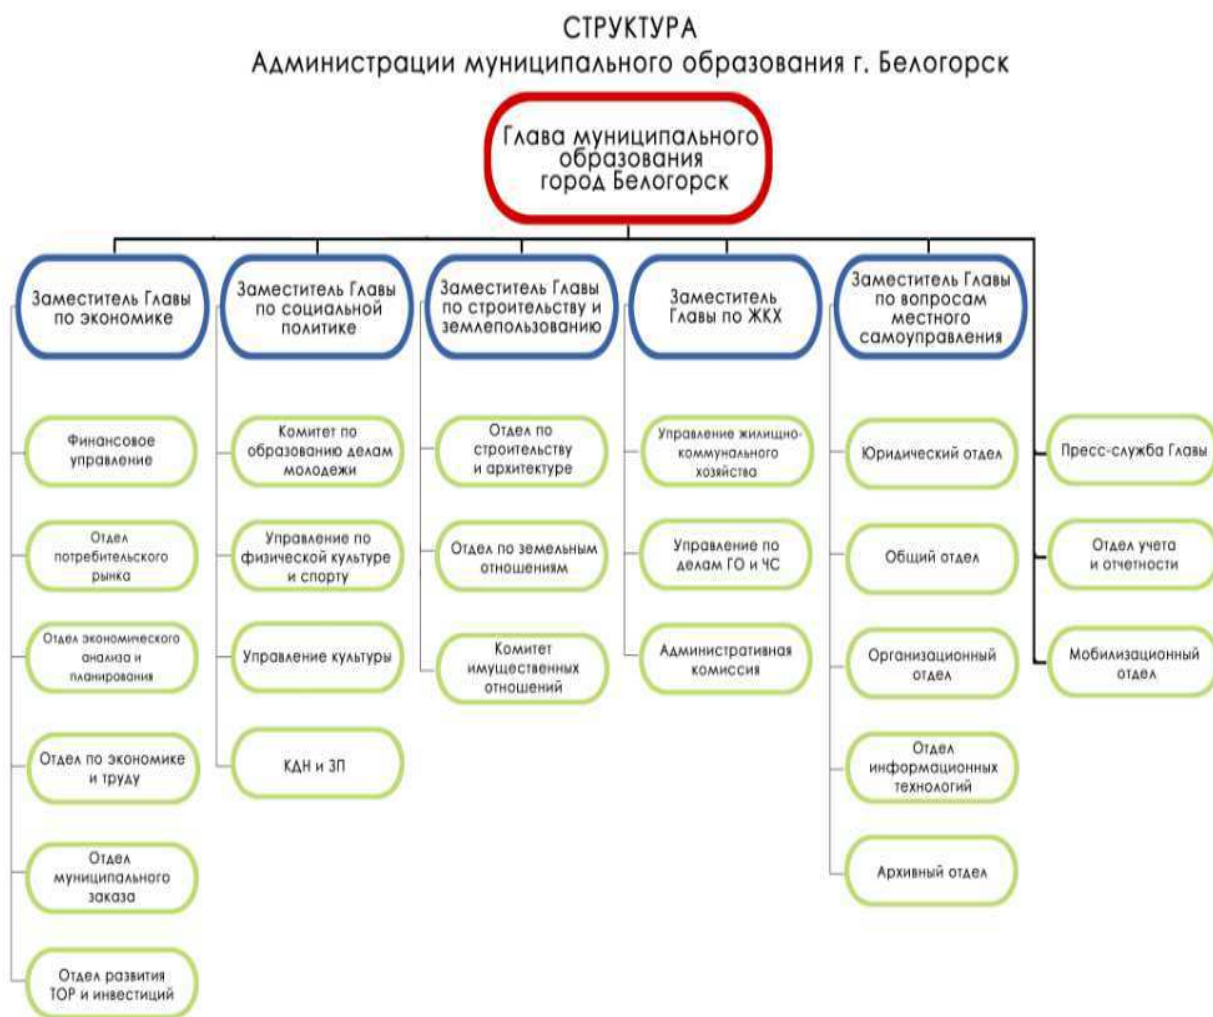 СТРУКТУРА
Администрации муниципального образования г. Белогорск
Глава муниципального
образования
город Белогорск
Заместитель Главы
по экономике
Заместитель Главы
по социальной
политике
Заместитель Главы
по строительству и
землепользованию
Заместитель
Главы по ЖКХ
Заместитель Главы
по вопросам
местного
самоуправления
Финансовое
управление
Отдел
потребительского
рынка
Отдел экономического
анализа и
планирования
Отдел по экономике
и труду
Отдел
муниципального
заказа
Отдел развития
ТОР и инвестиций
Комитет по
образованию делам
молодежи
Управление по
физической культуре
и спорту
Управление культуры
КДН и ЗП
Отдел по
строительству
и архитектуре
Отдел по земельным
отношениям
Комитет
имущественных
отношений
Управление жилищно-
коммунального
хозяйства
Управление по
делам ГО и ЧС
Административная
комиссия
Юридический отдел
Общий отдел
Организационный
отдел
Отдел
информационных
технологий
Архивный отдел
Пресс-служба Главы
Отдел учета
и отчетности
Мобилизационный
отдел